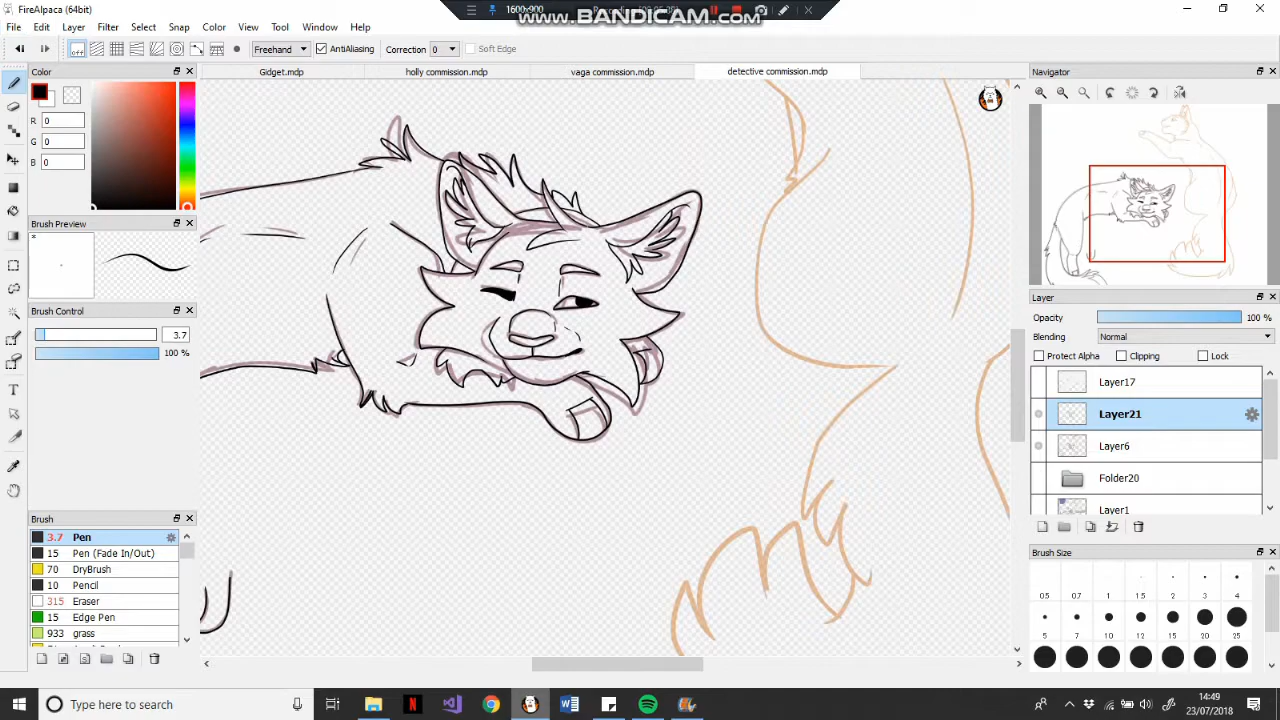 FireAlpaca (64bit)
1600x900
www.BANDICAM.com
File Edit Layer Filter Select Snap Color View Tool Window Help
Freehand AntiAliasing Correction 0 Soft Edge
Color
Gidget.mdp holly commission.mdp vaga commission.mdp detective commission.mdp
Navigator
R: 0
G: 0
B: 0
Brush Preview
Layer
Brush Control
Opacity 100 %
3.7
Blending Normal
100 %
Protect Alpha Clipping Lock
Layer17
Layer21
Layer6
Folder20
Layer1
Brush
3.7 Pen
15 Pen (Fade In/Out)
70 DryBrush
10 Pencil
315 Eraser
15 Edge Pen
933 grass
Brush Size
0.5 0.7 1 1.5 2 3 4
5 7 10 12 15 20 25
Type here to search
14:49
23/07/2018